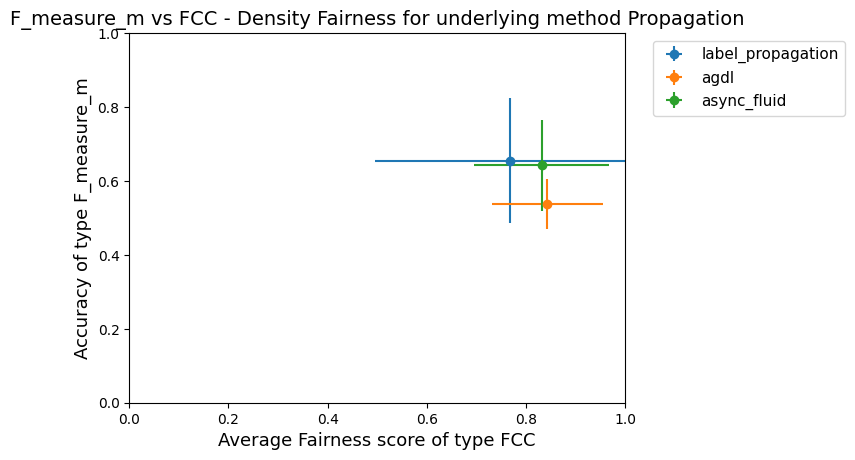 F_measure_m vs FCC - Density Fairness for underlying method Propagation
label_propagation
agdl
async_fluid
Accuracy of type F_measure_m
1.0
0.8
0.6
0.4
0.2
0.0
0.0 0.2 0.4 0.6 0.8 1.0
Average Fairness score of type FCC